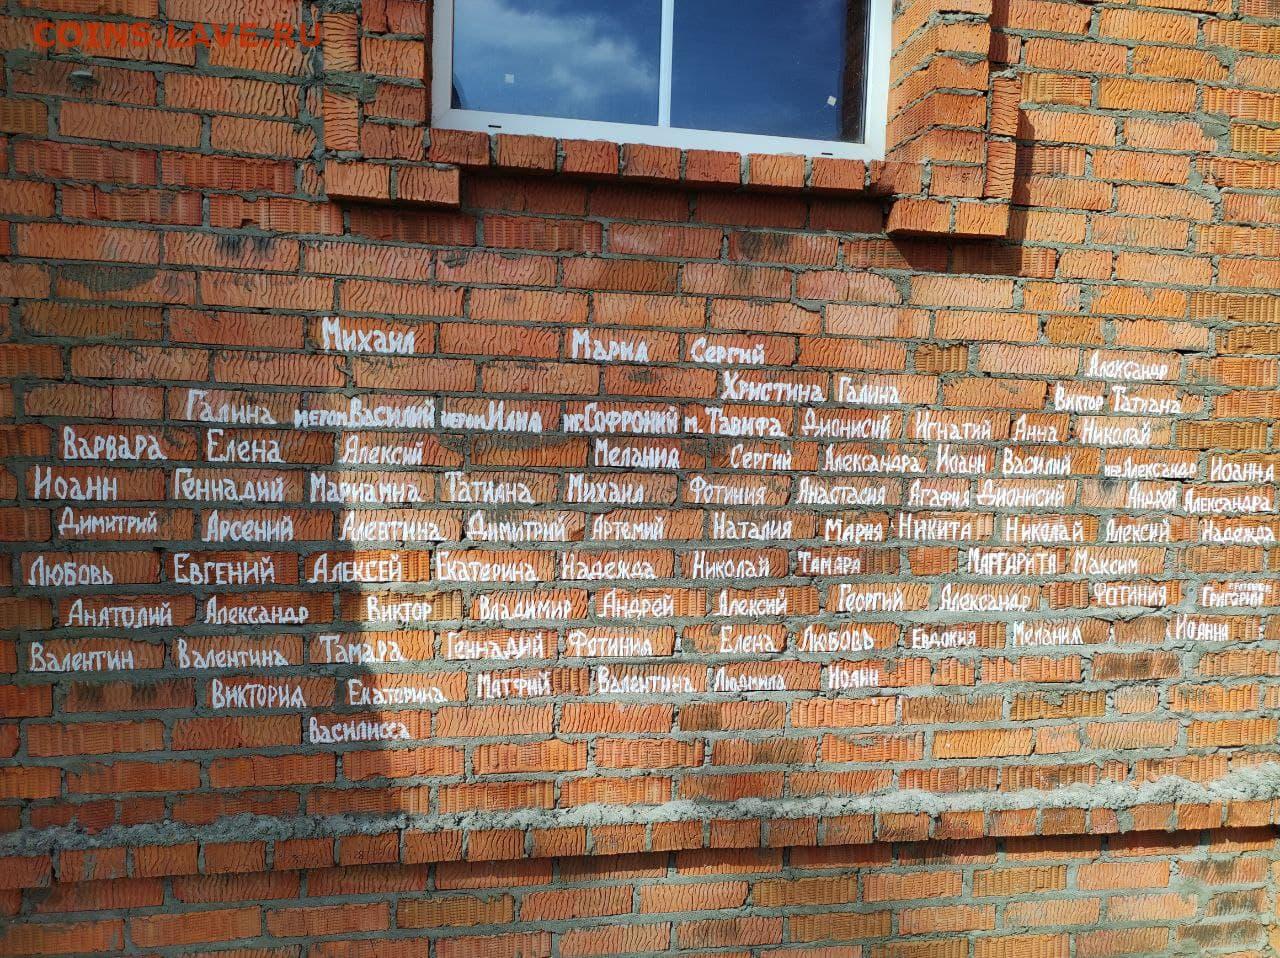 COINS.LAVE.RU
Михаил Мария Сергий
Александр
Христина Галина Виктор Татиана
Галина иером Василий иером Илия иг Софроний м. Тавифа Дионисий Игнатий Анна Николай
Варвара Елена Алексий Мелания Сергий Александра Иоанн Василий иер Александр Иоанна
Иоанн Геннадий Мариамна Татиана Михаил Фотиния Анастасия Агафия Дионисий Андрей Александра
Димитрий Арсений Алевтина Димитрий Артемий Наталия Мария Никита Николай Алексий Надежда
Любовь Евгений Алексей Екатерина Надежда Николай Тамара Маргарита Максим
Анатолий Александр Виктор Владимир Андрей Алексий Георгий Александр Фотиния Григорий
Валентин Валентина Тамара Геннадий Фотиния Елена Любовь Евдокия Мелания Иоанна
Виктория Екатерина Матфий Валентина Людмила Иоанн
Василисса